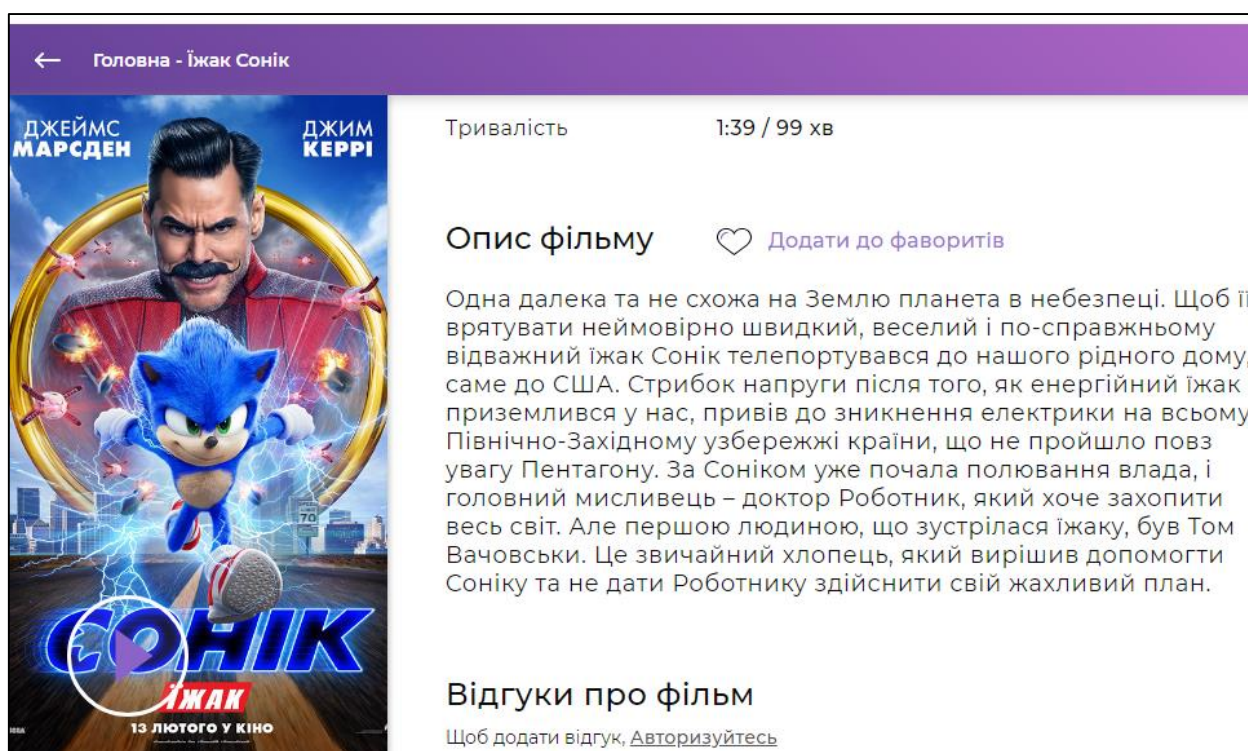 ← Головна - Їжак Сонік
ДЖЕЙМС
МАРСДЕН
ДЖИМ
КЕРРІ
70
СОНІК
ЇЖАК
13 ЛЮТОГО У КІНО
Тривалість 1:39 / 99 хв
Опис фільму Додати до фаворитів
Одна далека та не схожа на Землю планета в небезпеці. Щоб її
врятувати неймовірно швидкий, веселий і по-справжньому
відважний їжак Сонік телепортувався до нашого рідного дому,
саме до США. Стрибок напруги після того, як енергійний їжак
приземлився у нас, привів до зникнення електрики на всьому
Північно-Західному узбережжі країни, що не пройшло повз
увагу Пентагону. За Соніком уже почала полювання влада, і
головний мисливець – доктор Роботник, який хоче захопити
весь світ. Але першою людиною, що зустрілася їжаку, був Том
Вачовськи. Це звичайний хлопець, який вирішив допомогти
Соніку та не дати Роботнику здійснити свій жахливий план.
Відгуки про фільм
Щоб додати відгук, Авторизуйтесь